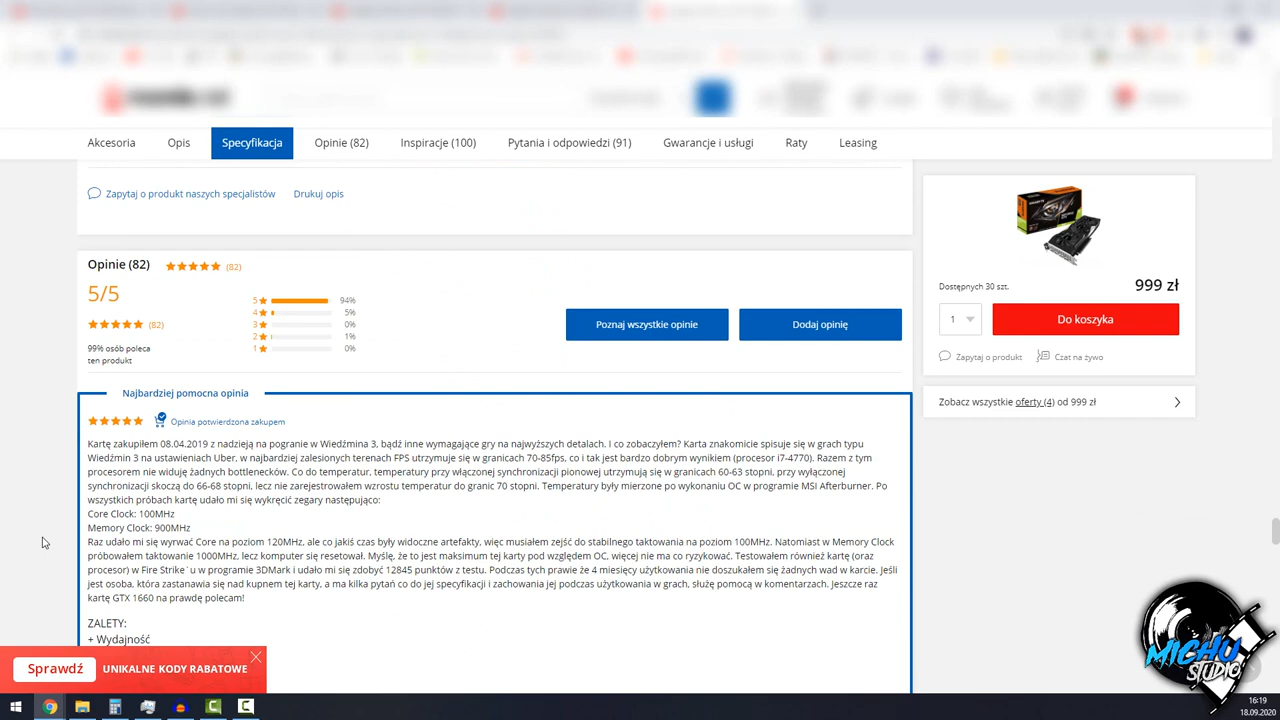 Akcesoria Opis Specyfikacja Opinie (82) Inspiracje (100) Pytania i odpowiedzi (91) Gwarancje i usługi Raty Leasing
Zapytaj o produkt naszych specjalistów Drukuj opis
Opinie (82) (82)
5/5
(82)
99% osób poleca
ten produkt
5 94%
4 5%
3 0%
2 1%
1 0%
Poznaj wszystkie opinie Dodaj opinię
Najbardziej pomocna opinia
Opinia potwierdzona zakupem
Kartę zakupiłem 08.04.2019 z nadzieją na pogranie w Wiedźmina 3, bądź inne wymagające gry na najwyższych detalach. I co zobaczyłem? Karta znakomicie spisuje się w grach typu
Wiedźmin 3 na ustawieniach Uber, w najbardziej zalesionych terenach FPS utrzymuje się w granicach 70-85fps, co i tak jest bardzo dobrym wynikiem (procesor i7-4770). Razem z tym
procesorem nie widuję żadnych bottlenecków. Co do temperatur, temperatury przy włączonej synchronizacji pionowej utrzymują się w granicach 60-63 stopni, przy wyłączonej
synchronizacji skoczą do 66-68 stopni, lecz nie zarejestrowałem wzrostu temperatur do granic 70 stopni. Temperatury były mierzone po wykonaniu OC w programie MSI Afterburner. Po
wszystkich próbach kartę udało mi się wykręcić zegary następująco:
Core Clock: 100MHz
Memory Clock: 900MHz
Raz udało mi się wyrwać Core na poziom 120MHz, ale co jakiś czas były widoczne artefakty, więc musiałem zejść do stabilnego taktowania na poziom 100MHz. Natomiast w Memory Clock
próbowałem taktowanie 1000MHz, lecz komputer się resetował. Myślę, że to jest maksimum tej karty pod względem OC, więcej nie ma co ryzykować. Testowałem również kartę (oraz
procesor) w Fire Strike`u w programie 3DMark i udało mi się zdobyć 12845 punktów z testu. Podczas tych prawie że 4 miesięcy użytkowania nie doszukałem się żadnych wad w karcie. Jeśli
jest osoba, która zastanawia się nad kupnem tej karty, a ma kilka pytań co do jej specyfikacji i zachowania jej podczas użytkowania w grach, służę pomocą w komentarzach. Jeszcze raz
kartę GTX 1660 na prawdę polecam!
ZALETY:
+ Wydajność
Dostępnych 30 szt. 999 zł
1 Do koszyka
Zapytaj o produkt Czat na żywo
Zobacz wszystkie oferty (4) od 999 zł
Sprawdź UNIKALNE KODY RABATOWE
MICHU
STUDIO
16:19
18.09.2020